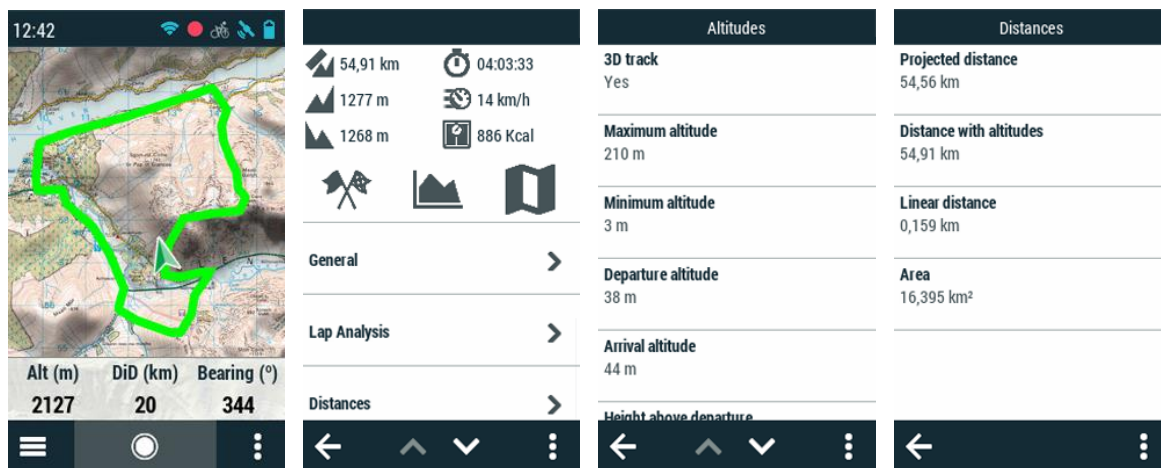 12:42
Alt (m) DiD (km) Bearing (º)
2127 20 344
54,91 km 04:03:33
1277 m 14 km/h
1268 m 886 Kcal
General
Lap Analysis
Distances
Altitudes
3D track
Yes
Maximum altitude
210 m
Minimum altitude
3 m
Departure altitude
38 m
Arrival altitude
44 m
Height above departure
Distances
Projected distance
54,56 km
Distance with altitudes
54,91 km
Linear distance
0,159 km
Area
16,395 km²